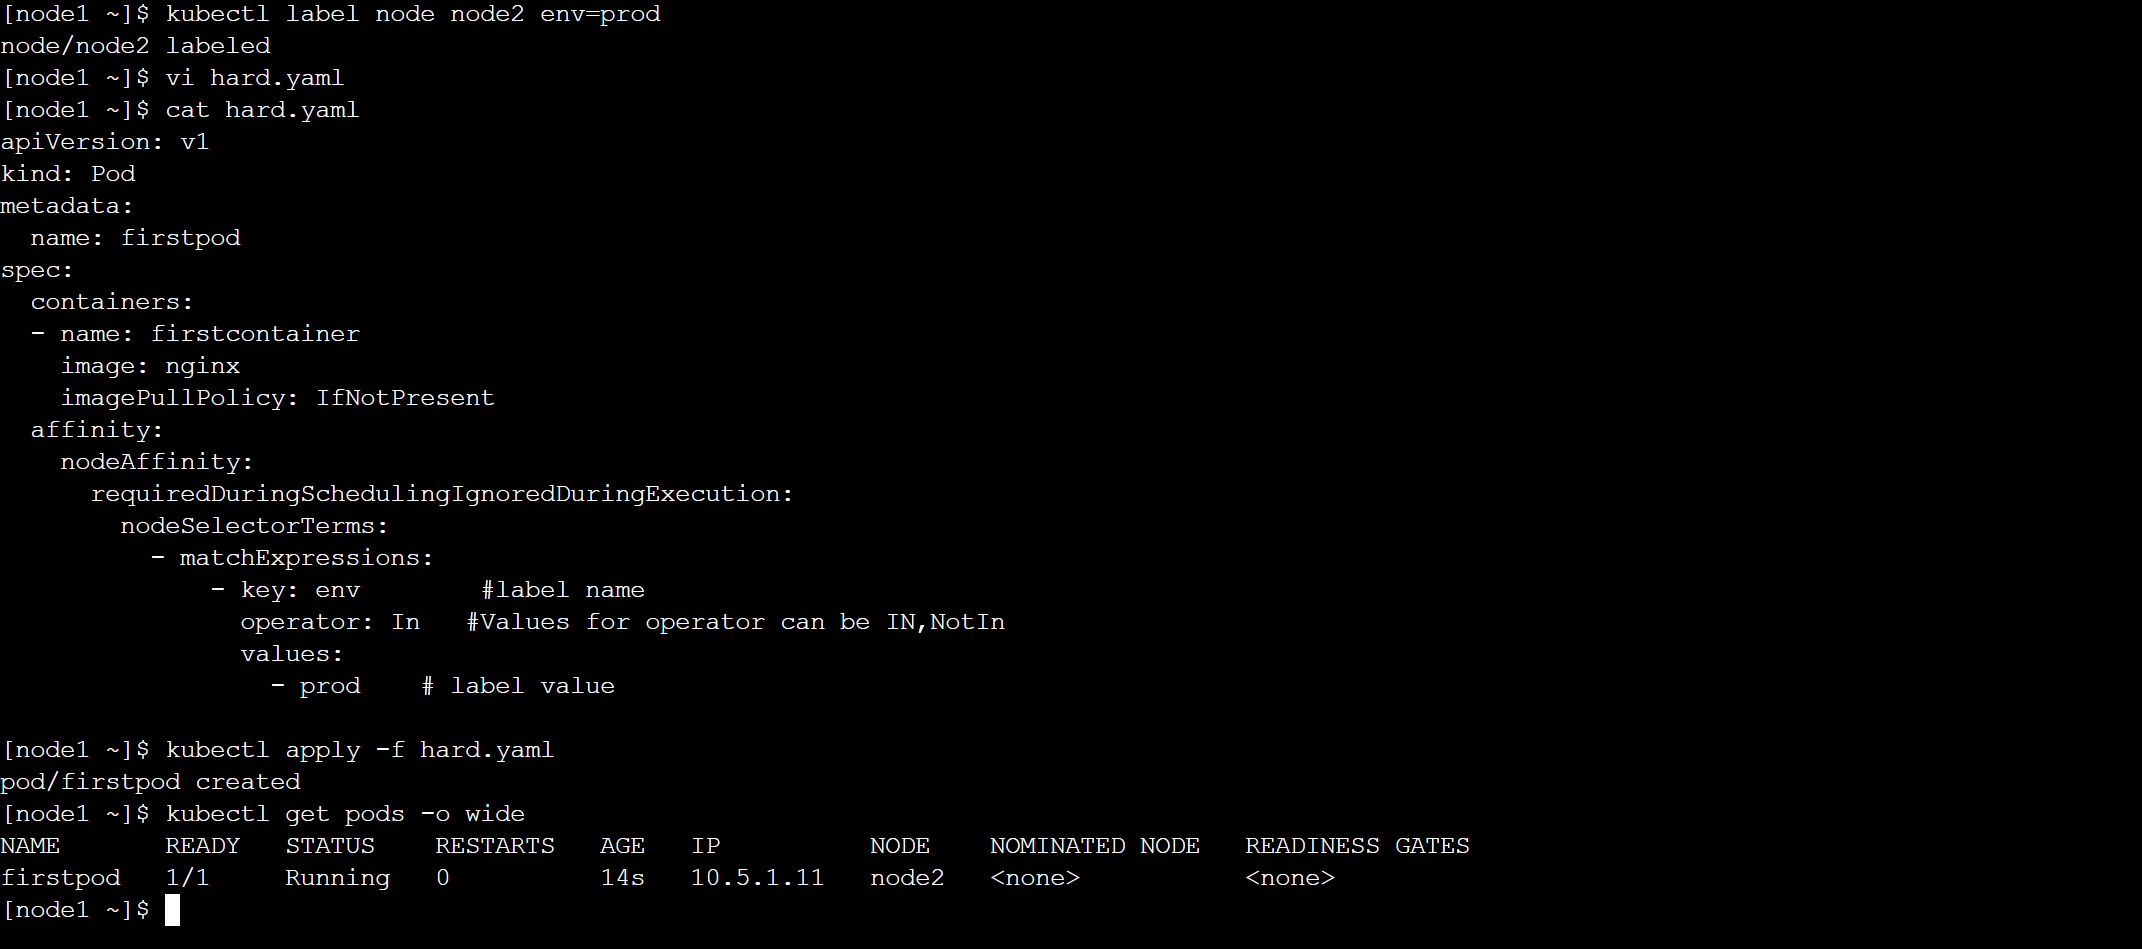 [node1 ~]$ kubectl label node node2 env=prod
node/node2 labeled
[node1 ~]$ vi hard.yaml
[node1 ~]$ cat hard.yaml
apiVersion: v1
kind: Pod
metadata:
  name: firstpod
spec:
  containers:
  - name: firstcontainer
    image: nginx
    imagePullPolicy: IfNotPresent
  affinity:
    nodeAffinity:
      requiredDuringSchedulingIgnoredDuringExecution:
        nodeSelectorTerms:
          - matchExpressions:
              - key: env        #label name
                operator: In   #Values for operator can be IN,NotIn
                values:
                  - prod    # label value

[node1 ~]$ kubectl apply -f hard.yaml
pod/firstpod created
[node1 ~]$ kubectl get pods -o wide
NAME       READY   STATUS    RESTARTS   AGE   IP          NODE    NOMINATED NODE   READINESS GATES
firstpod   1/1     Running   0          14s   10.5.1.11   node2   <none>           <none>
[node1 ~]$